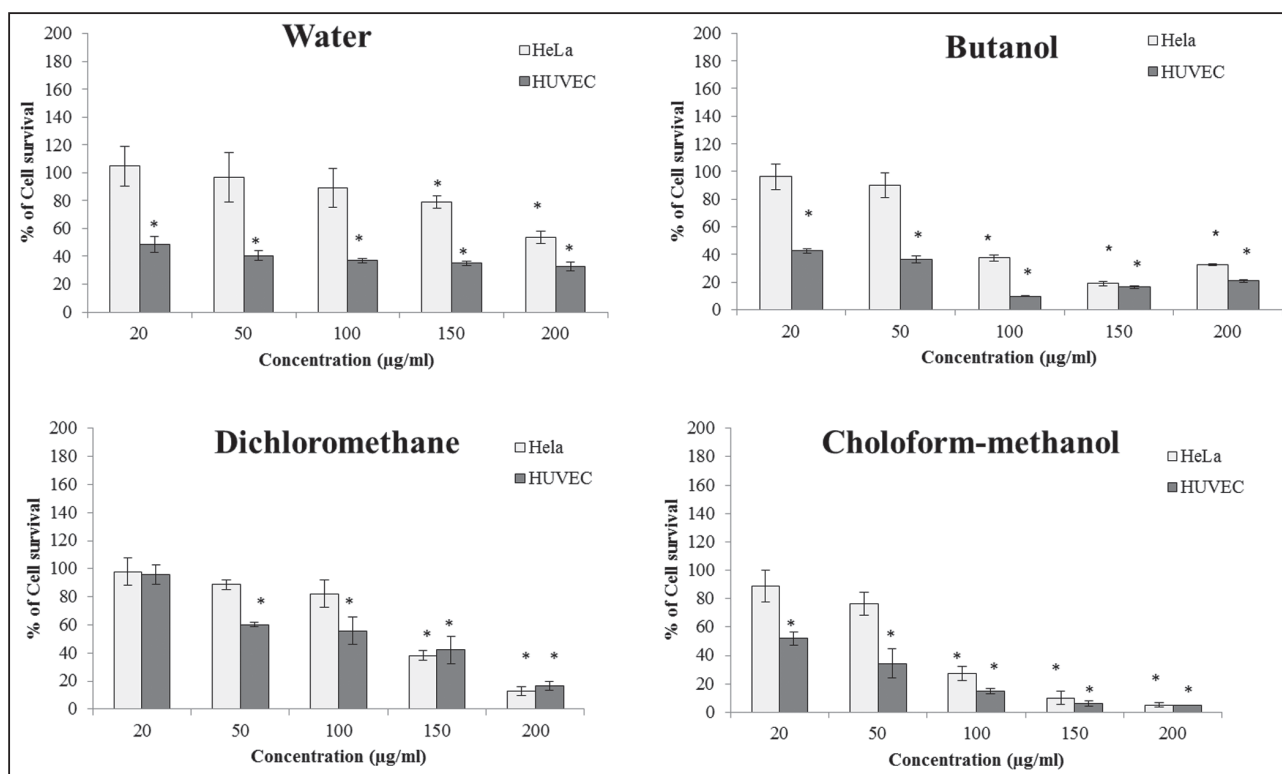 Water
HeLa
HUVEC
% of Cell survival
200
180
160
140
120
100
80
60
40
20
0
* * * * * * *
20 50 100 150 200
Concentration (µg/ml)
Butanol
Hela
HUVEC
% of Cell survival
200
180
160
140
120
100
80
60
40
20
0
* * * * * * * *
20 50 100 150 200
Concentration (µg/ml)
Dichloromethane
Hela
HUVEC
% of Cell survival
200
180
160
140
120
100
80
60
40
20
0
* * * * * *
20 50 100 150 200
Concentration (µg/ml)
Choloform-methanol
HeLa
HUVEC
% of Cell survival
200
180
160
140
120
100
80
60
40
20
0
* * * * * * * *
20 50 100 150 200
Concentration (µg/ml)